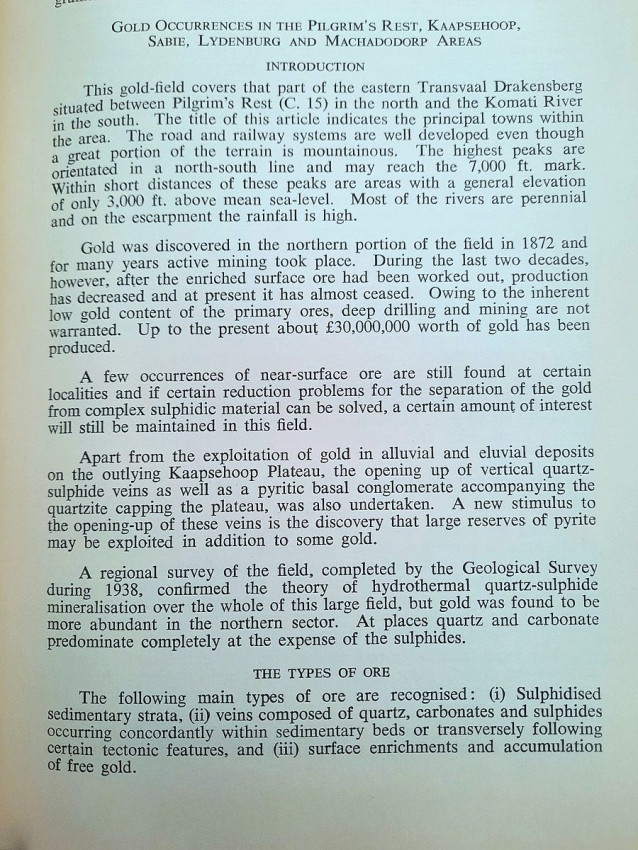 GOLD OCCURRENCES IN THE PILGRIM'S REST, KAAPSEHOOP,
SABIE, LYDENBURG AND MACHADODORP AREAS
INTRODUCTION
This gold-field covers that part of the eastern Transvaal Drakensberg
situated between Pilgrim's Rest (C. 15) in the north and the Komati River
in the south. The title of this article indicates the principal towns within
the area. The road and railway systems are well developed even though
a great portion of the terrain is mountainous. The highest peaks are
orientated in a north-south line and may reach the 7,000 ft. mark.
Within short distances of these peaks are areas with a general elevation
of only 3,000 ft. above mean sea-level. Most of the rivers are perennial
and on the escarpment the rainfall is high.
Gold was discovered in the northern portion of the field in 1872 and
for many years active mining took place. During the last two decades,
however, after the enriched surface ore had been worked out, production
has decreased and at present it has almost ceased. Owing to the inherent
low gold content of the primary ores, deep drilling and mining are not
warranted. Up to the present about £30,000,000 worth of gold has been
produced.
A few occurrences of near-surface ore are still found at certain
localities and if certain reduction problems for the separation of the gold
from complex sulphidic material can be solved, a certain amount of interest
will still be maintained in this field.
Apart from the exploitation of gold in alluvial and eluvial deposits
on the outlying Kaapsehoop Plateau, the opening up of vertical quartz-
sulphide veins as well as a pyritic basal conglomerate accompanying the
quartzite capping the plateau, was also undertaken. A new stimulus to
the opening-up of these veins is the discovery that large reserves of pyrite
may be exploited in addition to some gold.
A regional survey of the field, completed by the Geological Survey
during 1938, confirmed the theory of hydrothermal quartz-sulphide
mineralisation over the whole of this large field, but gold was found to be
more abundant in the northern sector. At places quartz and carbonate
predominate completely at the expense of the sulphides.
THE TYPES OF ORE
The following main types of ore are recognised: (i) Sulphidised
sedimentary strata, (ii) veins composed of quartz, carbonates and sulphides
occurring concordantly within sedimentary beds or transversely following
certain tectonic features, and (iii) surface enrichments and accumulation
of free gold.